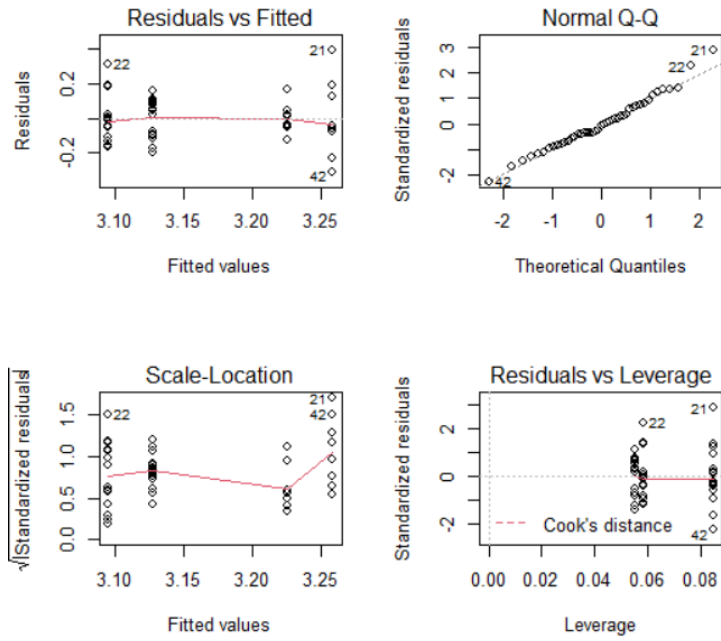 Residuals vs Fitted
Residuals
0.2
-0.2
22
21
42
3.10 3.15 3.20 3.25
Fitted values
Normal Q-Q
Standardized residuals
3
2
1
0
-2
21
22
42
-2 -1 0 1 2
Theoretical Quantiles
Scale-Location
√|Standardized residuals|
1.5
1.0
0.5
0.0
22
21
42
3.10 3.15 3.20 3.25
Fitted values
Residuals vs Leverage
Standardized residuals
2
0
-2
21
22
Cook's distance
42
0.00 0.02 0.04 0.06 0.08
Leverage